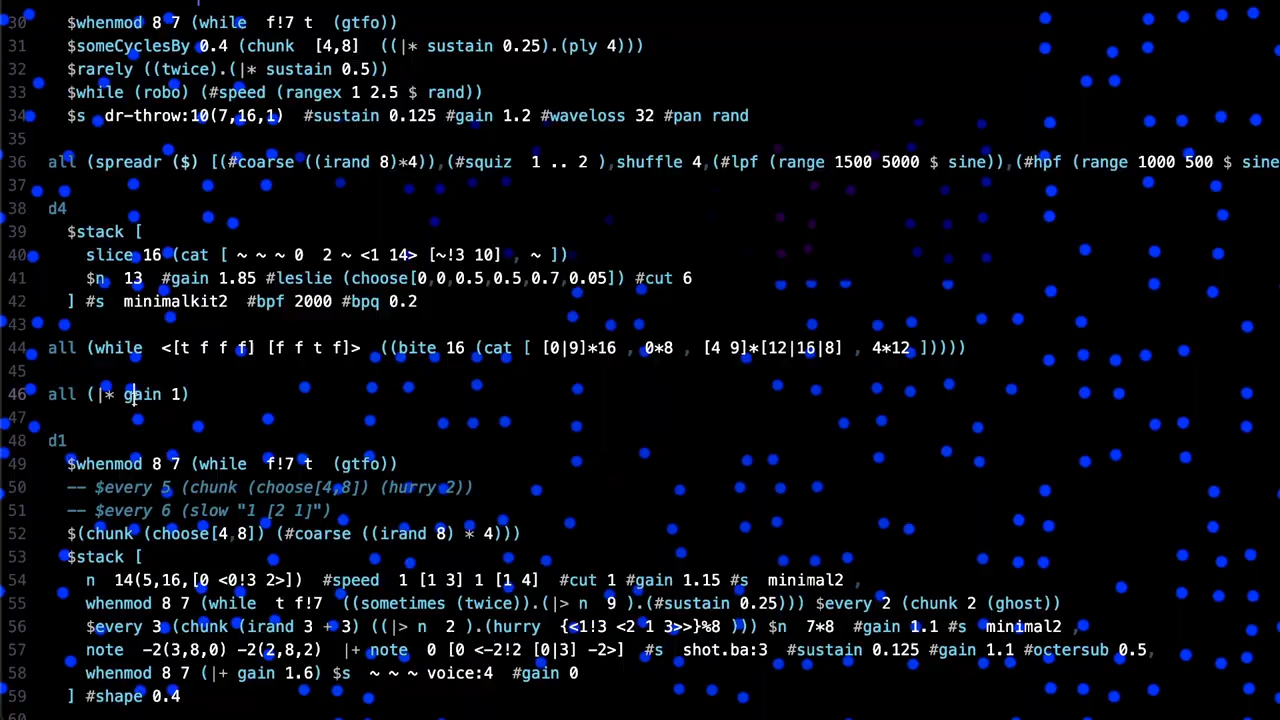 30 $whenmod 8 7 (while f!7 t (gtfo))
31 $someCyclesBy 0.4 (chunk [4,8] ((|* sustain 0.25).(ply 4)))
32 $rarely ((twice).(|* sustain 0.5))
33 $while (robo) (#speed (rangex 1 2.5 $ rand))
34 $s dr-throw:10(7,16,1) #sustain 0.125 #gain 1.2 #waveloss 32 #pan rand
35
36 all (spreadr ($) [(#coarse ((irand 8)*4)),(#squiz 1 .. 2 ),shuffle 4,(#lpf (range 1500 5000 $ sine)),(#hpf (range 1000 500 $ sine
37
38 d4
39 $stack [
40 slice 16 (cat [ ~ ~ ~ 0 2 ~ <1 14> [~!3 10] , ~ ])
41 $n 13 #gain 1.85 #leslie (choose[0,0,0.5,0.5,0.7,0.05]) #cut 6
42 ] #s minimalkit2 #bpf 2000 #bpq 0.2
43
44 all (while <[t f f f] [f f t f]> ((bite 16 (cat [ [0|9]*16 , 0*8 , [4 9]*[12|16|8] , 4*12 ]))))
45
46 all (|* gain 1)
47
48 d1
49 $whenmod 8 7 (while f!7 t (gtfo))
50 -- $every 5 (chunk (choose[4,8]) (hurry 2))
51 -- $every 6 (slow "1 [2 1]")
52 $(chunk (choose[4,8]) (#coarse ((irand 8) * 4)))
53 $stack [
54 n 14(5,16,[0 <0!3 2>]) #speed 1 [1 3] 1 [1 4] #cut 1 #gain 1.15 #s minimal2 ,
55 whenmod 8 7 (while t f!7 ((sometimes (twice)).(|> n 9 ).(#sustain 0.25))) $every 2 (chunk 2 (ghost))
56 $every 3 (chunk (irand 3 + 3) ((|> n 2 ).(hurry {<1!3 <2 1 3>>}%8 ))) $n 7*8 #gain 1.1 #s minimal2 ,
57 note -2(3,8,0) -2(2,8,2) |+ note 0 [0 <-2!2 [0|3] -2>] #s shot.ba:3 #sustain 0.125 #gain 1.1 #octersub 0.5,
58 whenmod 8 7 (|+ gain 1.6) $s ~ ~ ~ voice:4 #gain 0
59 ] #shape 0.4
60